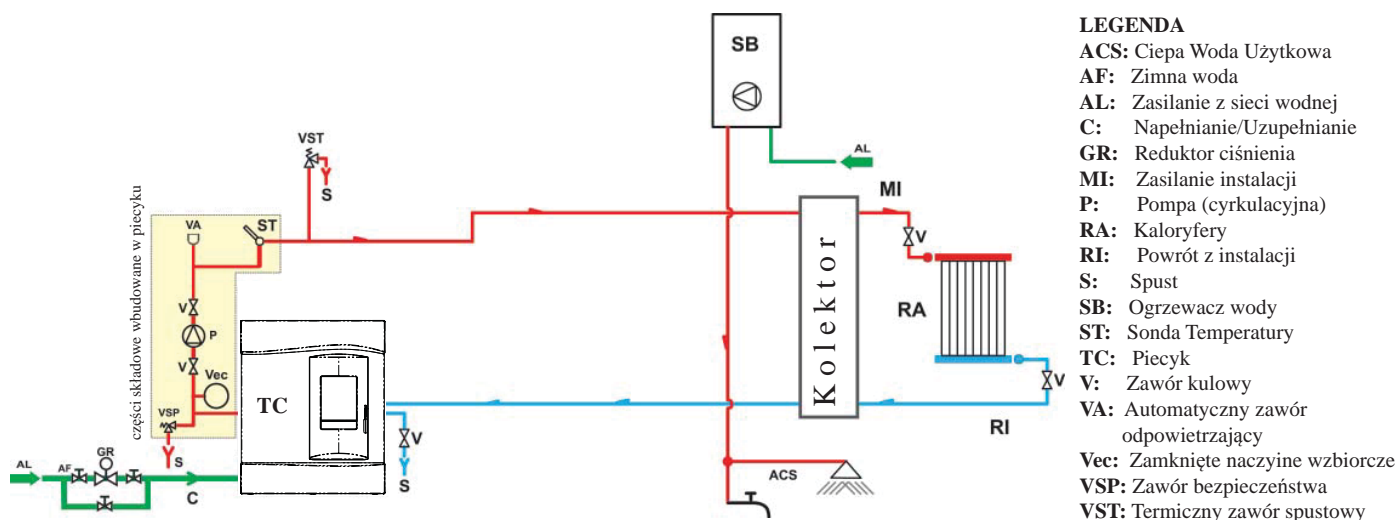 SB
AL
MI
V
Kolektor
RA
V
RI
ACS
VST
S
ST
VA
części składowe wbudowane w piecyku
V
P
V
Vec
VSP
S
TC
V
S
AL
AF
GR
C
LEGENDA
ACS: Ciepa Woda Użytkowa
AF: Zimna woda
AL: Zasilanie z sieci wodnej
C: Napełnianie/Uzupełnianie
GR: Reduktor ciśnienia
MI: Zasilanie instalacji
P: Pompa (cyrkulacyjna)
RA: Kaloryfery
RI: Powrót z instalacji
S: Spust
SB: Ogrzewacz wody
ST: Sonda Temperatury
TC: Piecyk
V: Zawór kulowy
VA: Automatyczny zawór
odpowietrzający
Vec: Zamknięte naczyine wzbiorcze
VSP: Zawór bezpieczeństwa
VST: Termiczny zawór spustowy